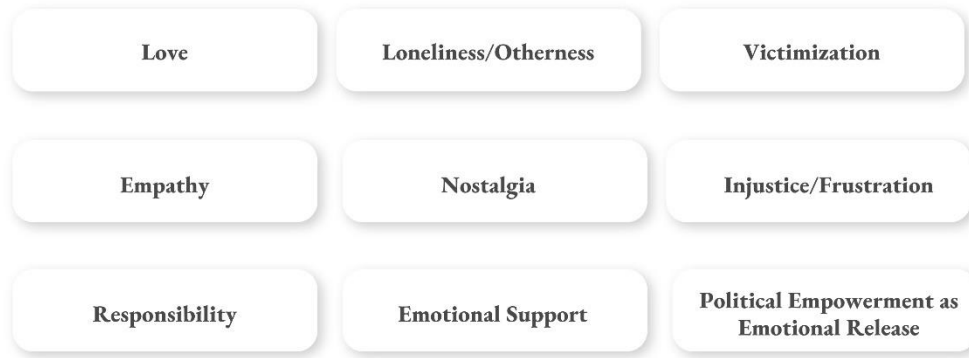 Love
Loneliness/Otherness
Victimization
Empathy
Nostalgia
Injustice/Frustration
Responsibility
Emotional Support
Political Empowerment as
Emotional Release